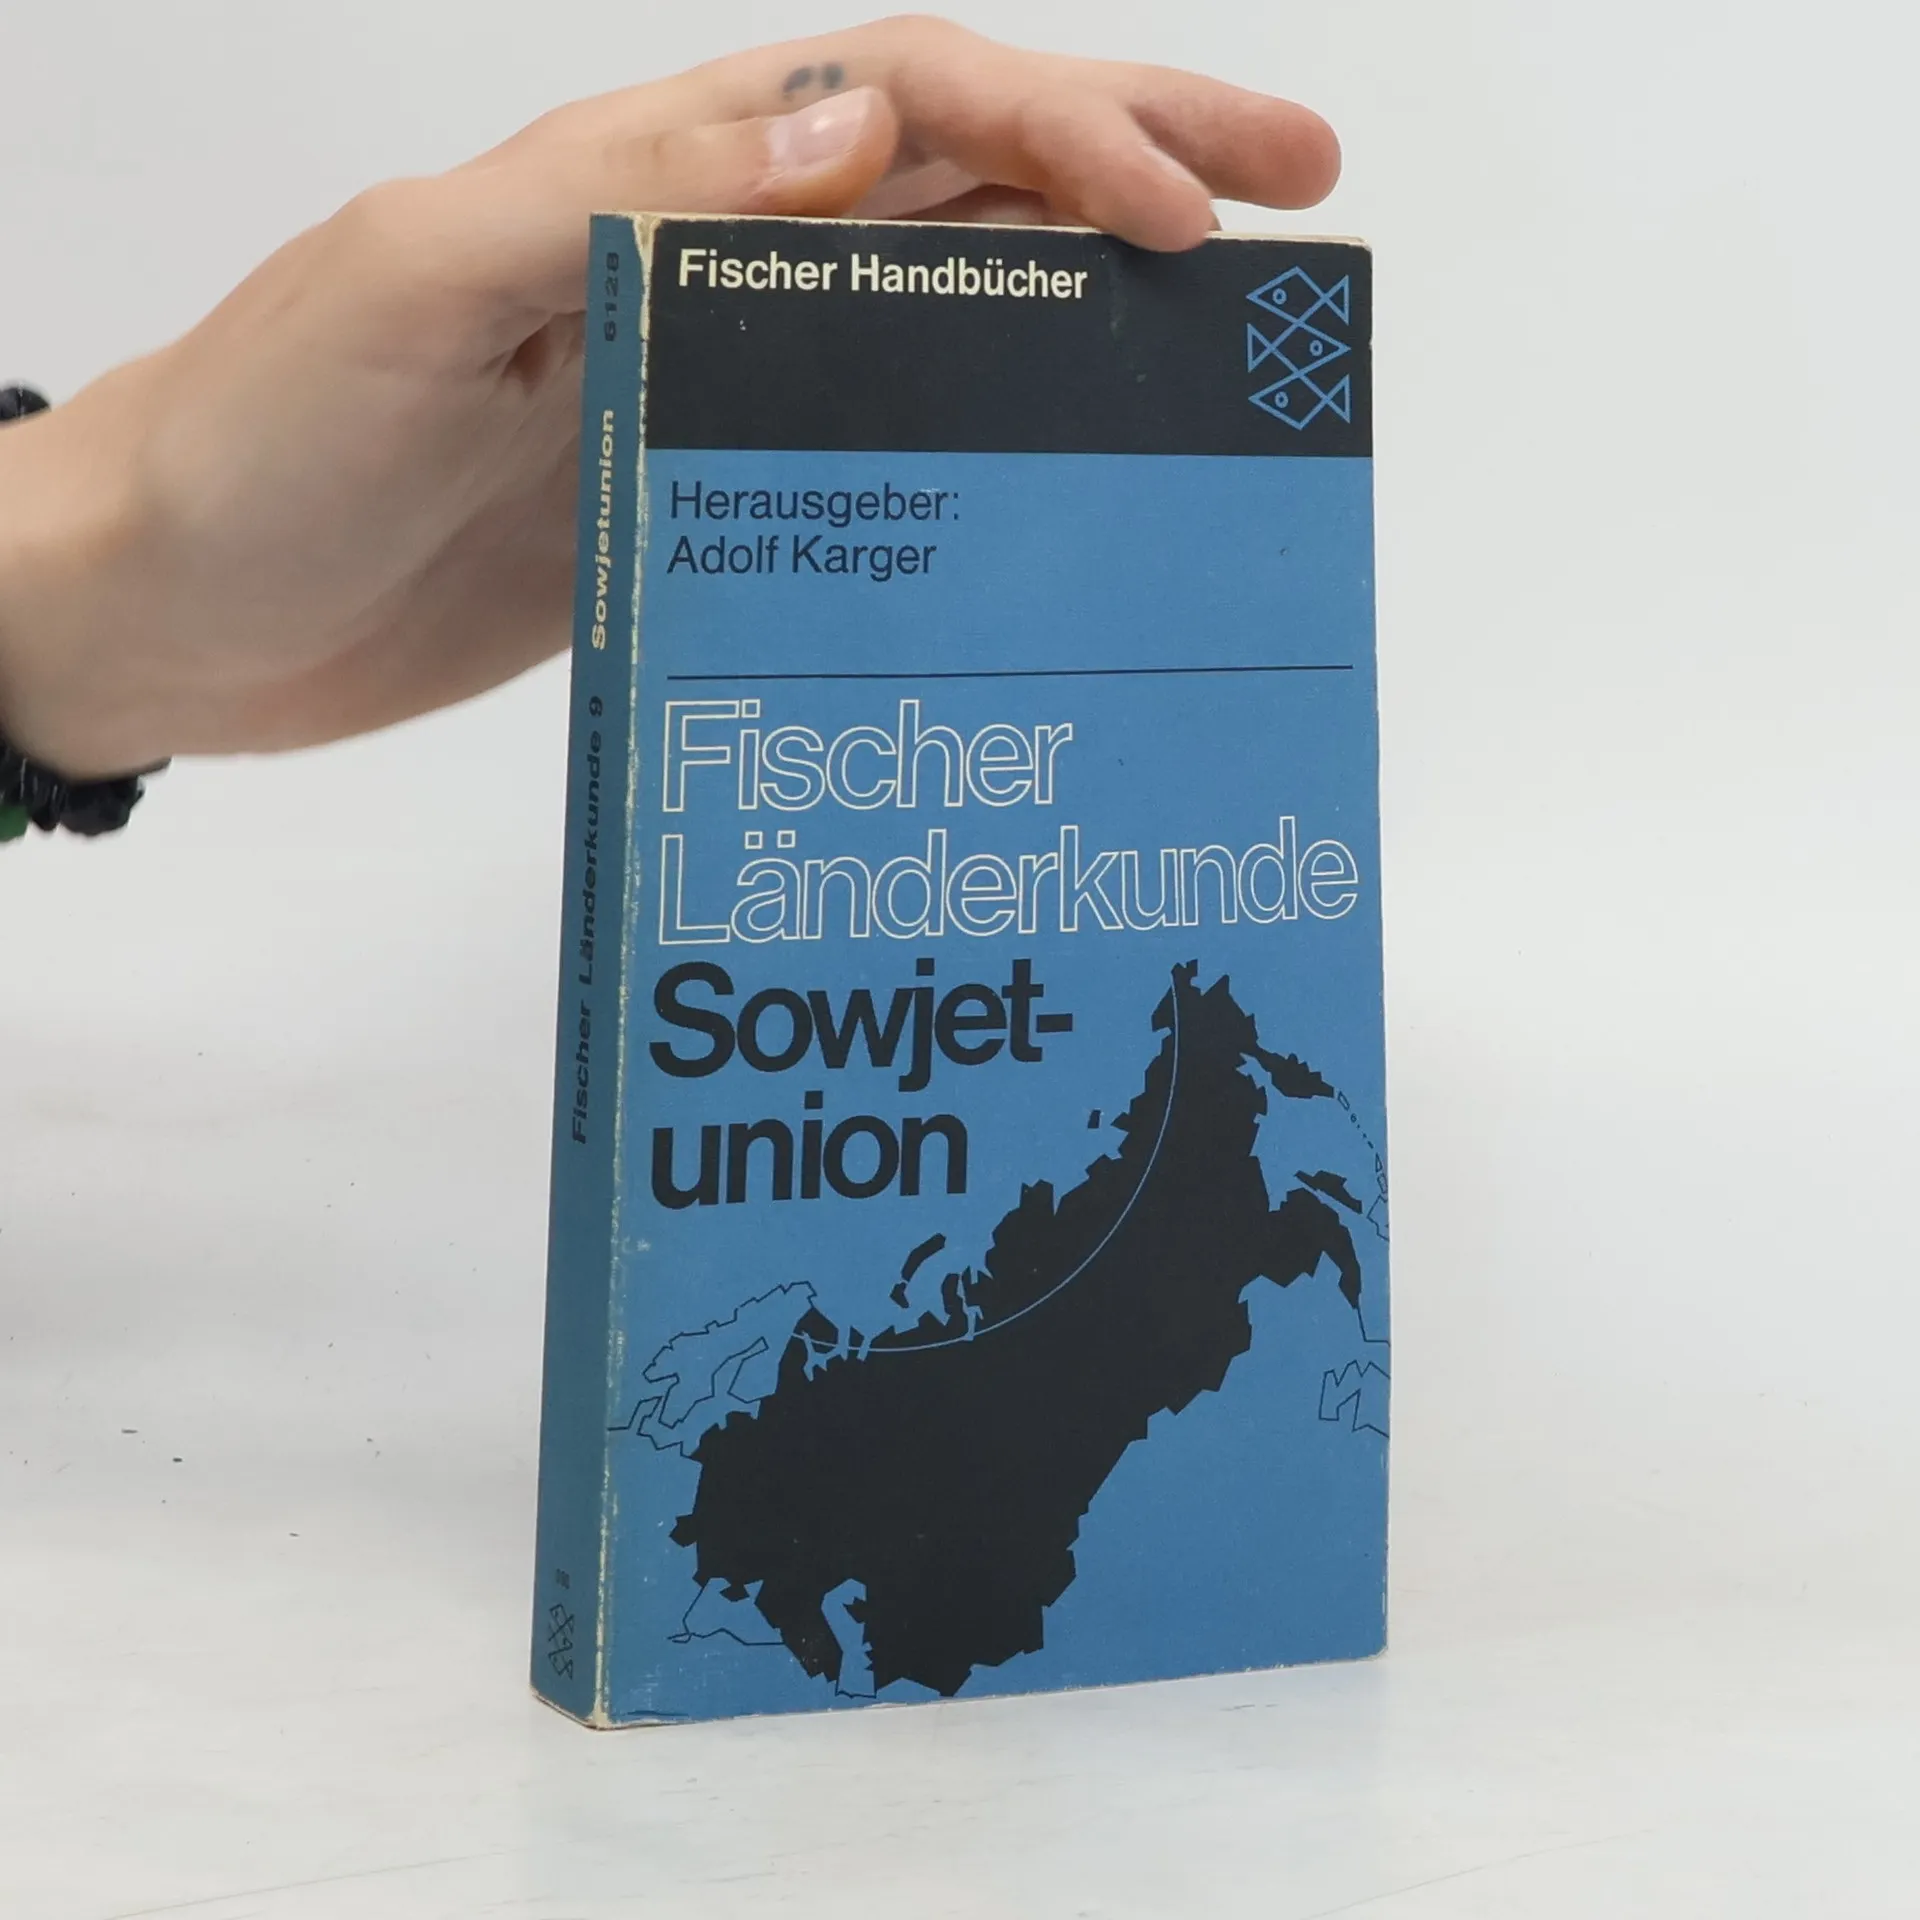 Fischer Handbücher
Herausgeber:
Adolf Karger
Fischer
Länderkunde
Sowjet-
union
Fischer Länderkunde 9 Sowjetunion 6128